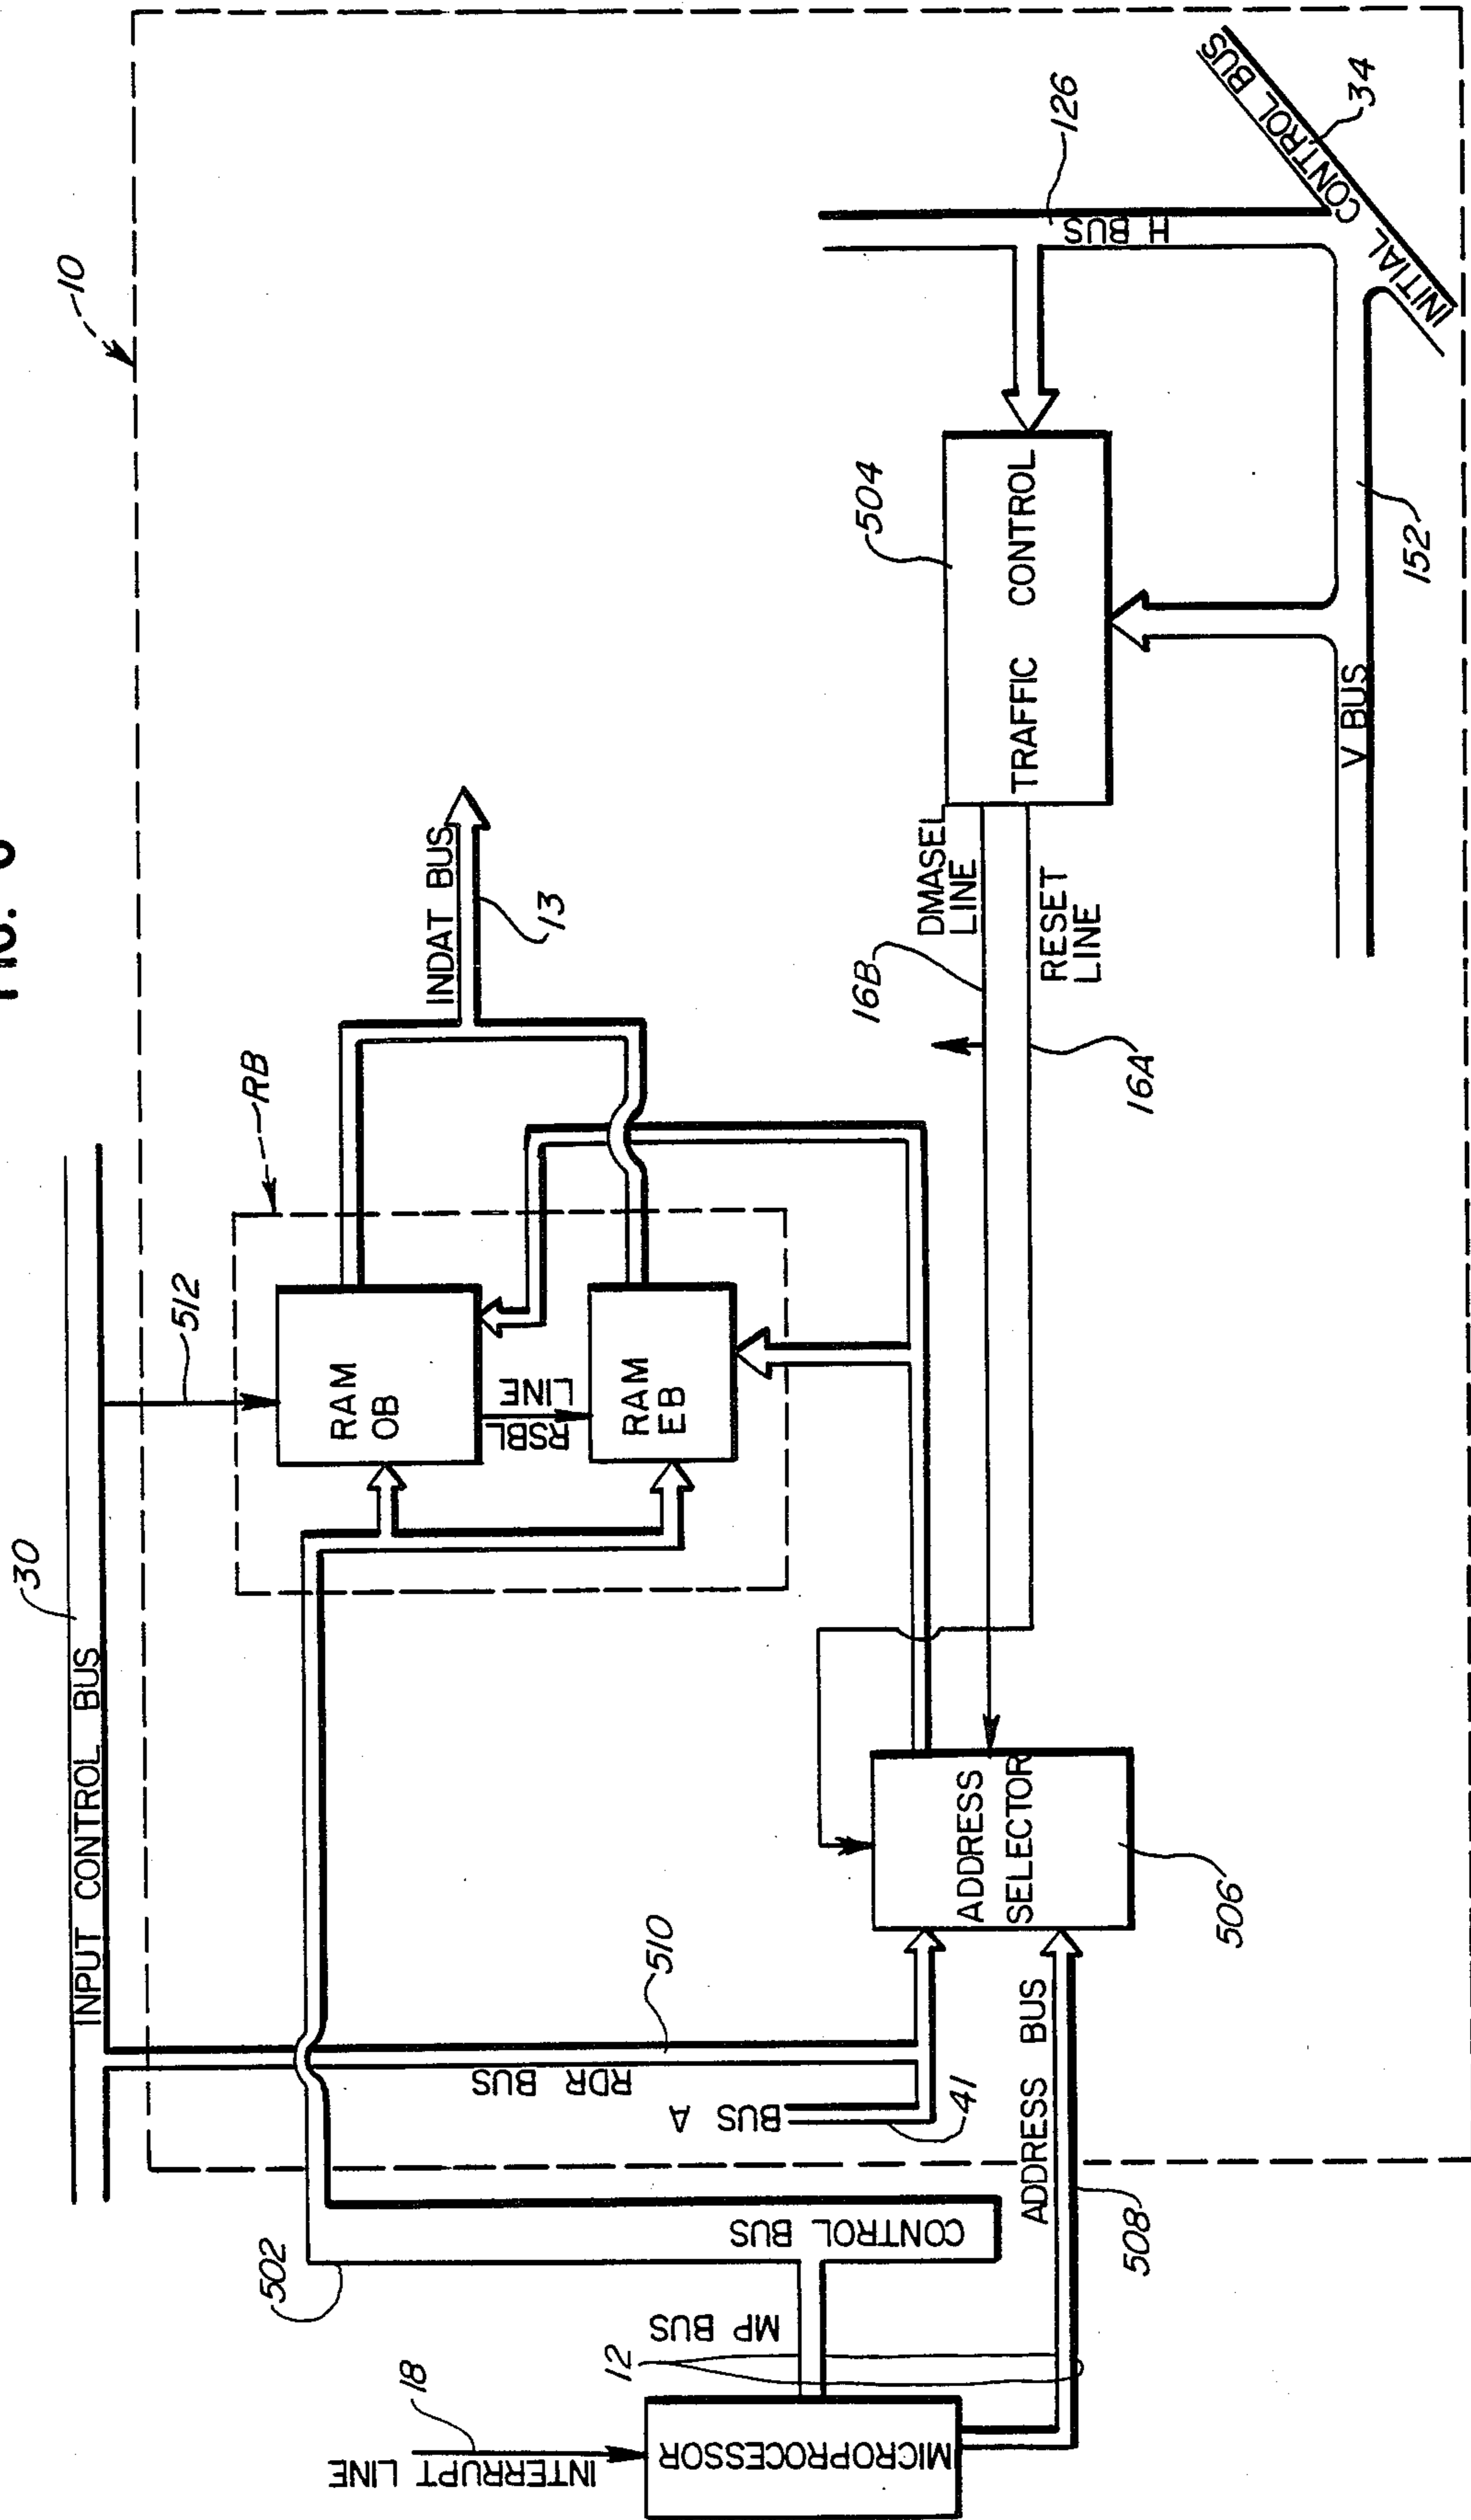 10
30
INPUT CONTROL BUS
512
RB
RAM
OB
RSBL
LINE
RAM
EB
INDAT BUS
13
126
H BUS
INITIAL CONTROL BUS
34
504
TRAFFIC CONTROL
152
V BUS
DMASEL
LINE
16B
RESET
LINE
16A
ADDRESS
SELECTOR
506
510
RDR BUS
BUS A
41
ADDRESS BUS
508
502
CONTROL BUS
MP BUS
12
18
INTERRUPT LINE
MICROPROCESSOR